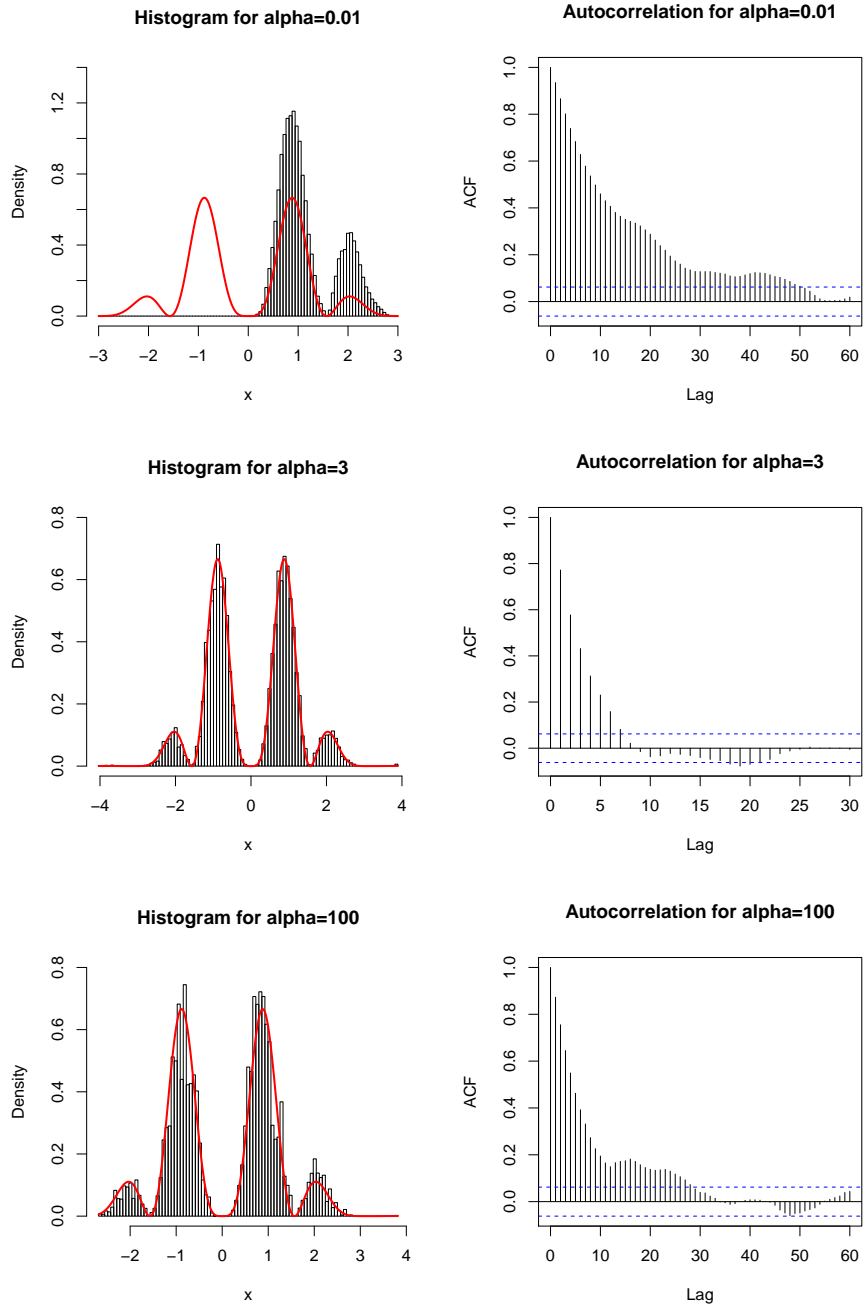 Histogram for alpha=0.01
Density
0.0 0.4 0.8 1.2
−3 −2 −1 0 1 2 3
x
Autocorrelation for alpha=0.01
ACF
0.0 0.2 0.4 0.6 0.8 1.0
0 10 20 30 40 50 60
Lag
Histogram for alpha=3
Density
0.0 0.2 0.4 0.6 0.8
−4 −2 0 2 4
x
Autocorrelation for alpha=3
ACF
0.0 0.2 0.4 0.6 0.8 1.0
0 5 10 15 20 25 30
Lag
Histogram for alpha=100
Density
0.0 0.2 0.4 0.6 0.8
−2 −1 0 1 2 3 4
x
Autocorrelation for alpha=100
ACF
0.0 0.2 0.4 0.6 0.8 1.0
0 10 20 30 40 50 60
Lag